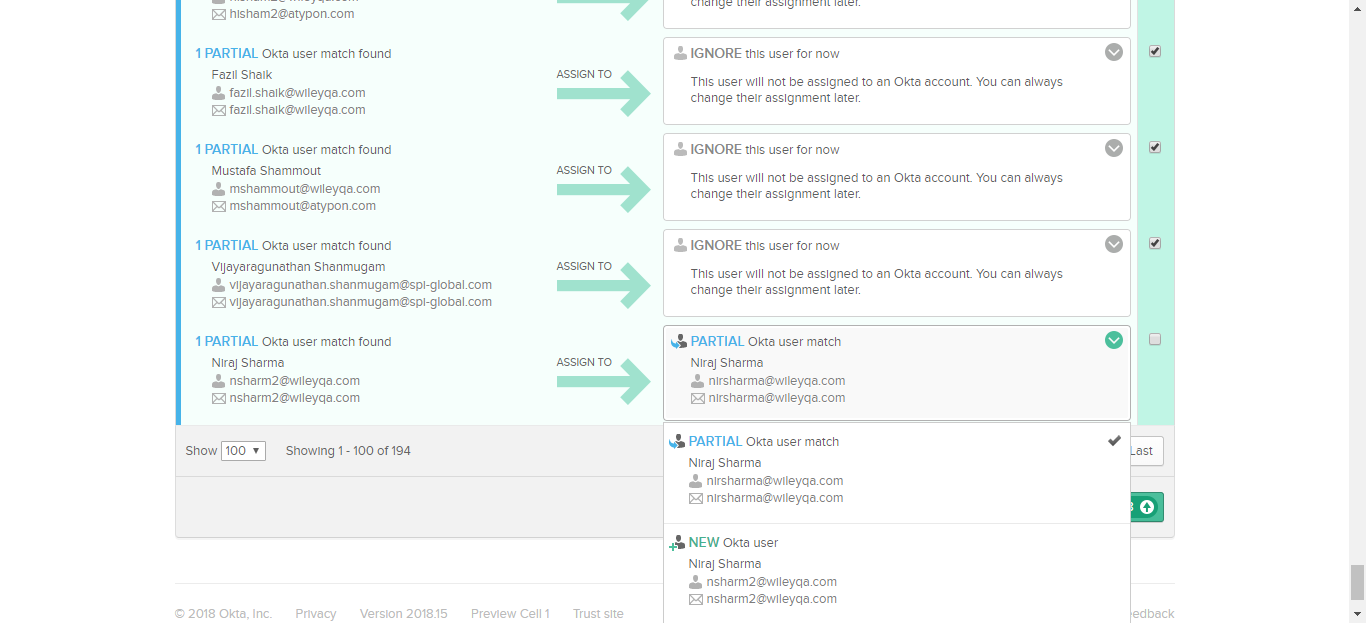 hisham2@atypon.com
change their assignment later.
1 PARTIAL Okta user match found
Fazil Shaik
fazil.shaik@wileyqa.com
fazil.shaik@wileyqa.com
ASSIGN TO
IGNORE this user for now
This user will not be assigned to an Okta account. You can always
change their assignment later.
1 PARTIAL Okta user match found
Mustafa Shammout
mshammout@wileyqa.com
mshammout@atypon.com
ASSIGN TO
IGNORE this user for now
This user will not be assigned to an Okta account. You can always
change their assignment later.
1 PARTIAL Okta user match found
Vijayaragunathan Shanmugam
vijayaragunathan.shanmugam@spi-global.com
vijayaragunathan.shanmugam@spi-global.com
ASSIGN TO
IGNORE this user for now
This user will not be assigned to an Okta account. You can always
change their assignment later.
1 PARTIAL Okta user match found
Niraj Sharma
nsharm2@wileyqa.com
nsharm2@wileyqa.com
ASSIGN TO
PARTIAL Okta user match
Niraj Sharma
nirsharma@wileyqa.com
nirsharma@wileyqa.com
PARTIAL Okta user match
Niraj Sharma
nirsharma@wileyqa.com
nirsharma@wileyqa.com
NEW Okta user
Niraj Sharma
nsharm2@wileyqa.com
nsharm2@wileyqa.com
Show 100 Showing 1 - 100 of 194
Last
© 2018 Okta, Inc. Privacy Version 2018.15 Preview Cell 1 Trust site
eedback